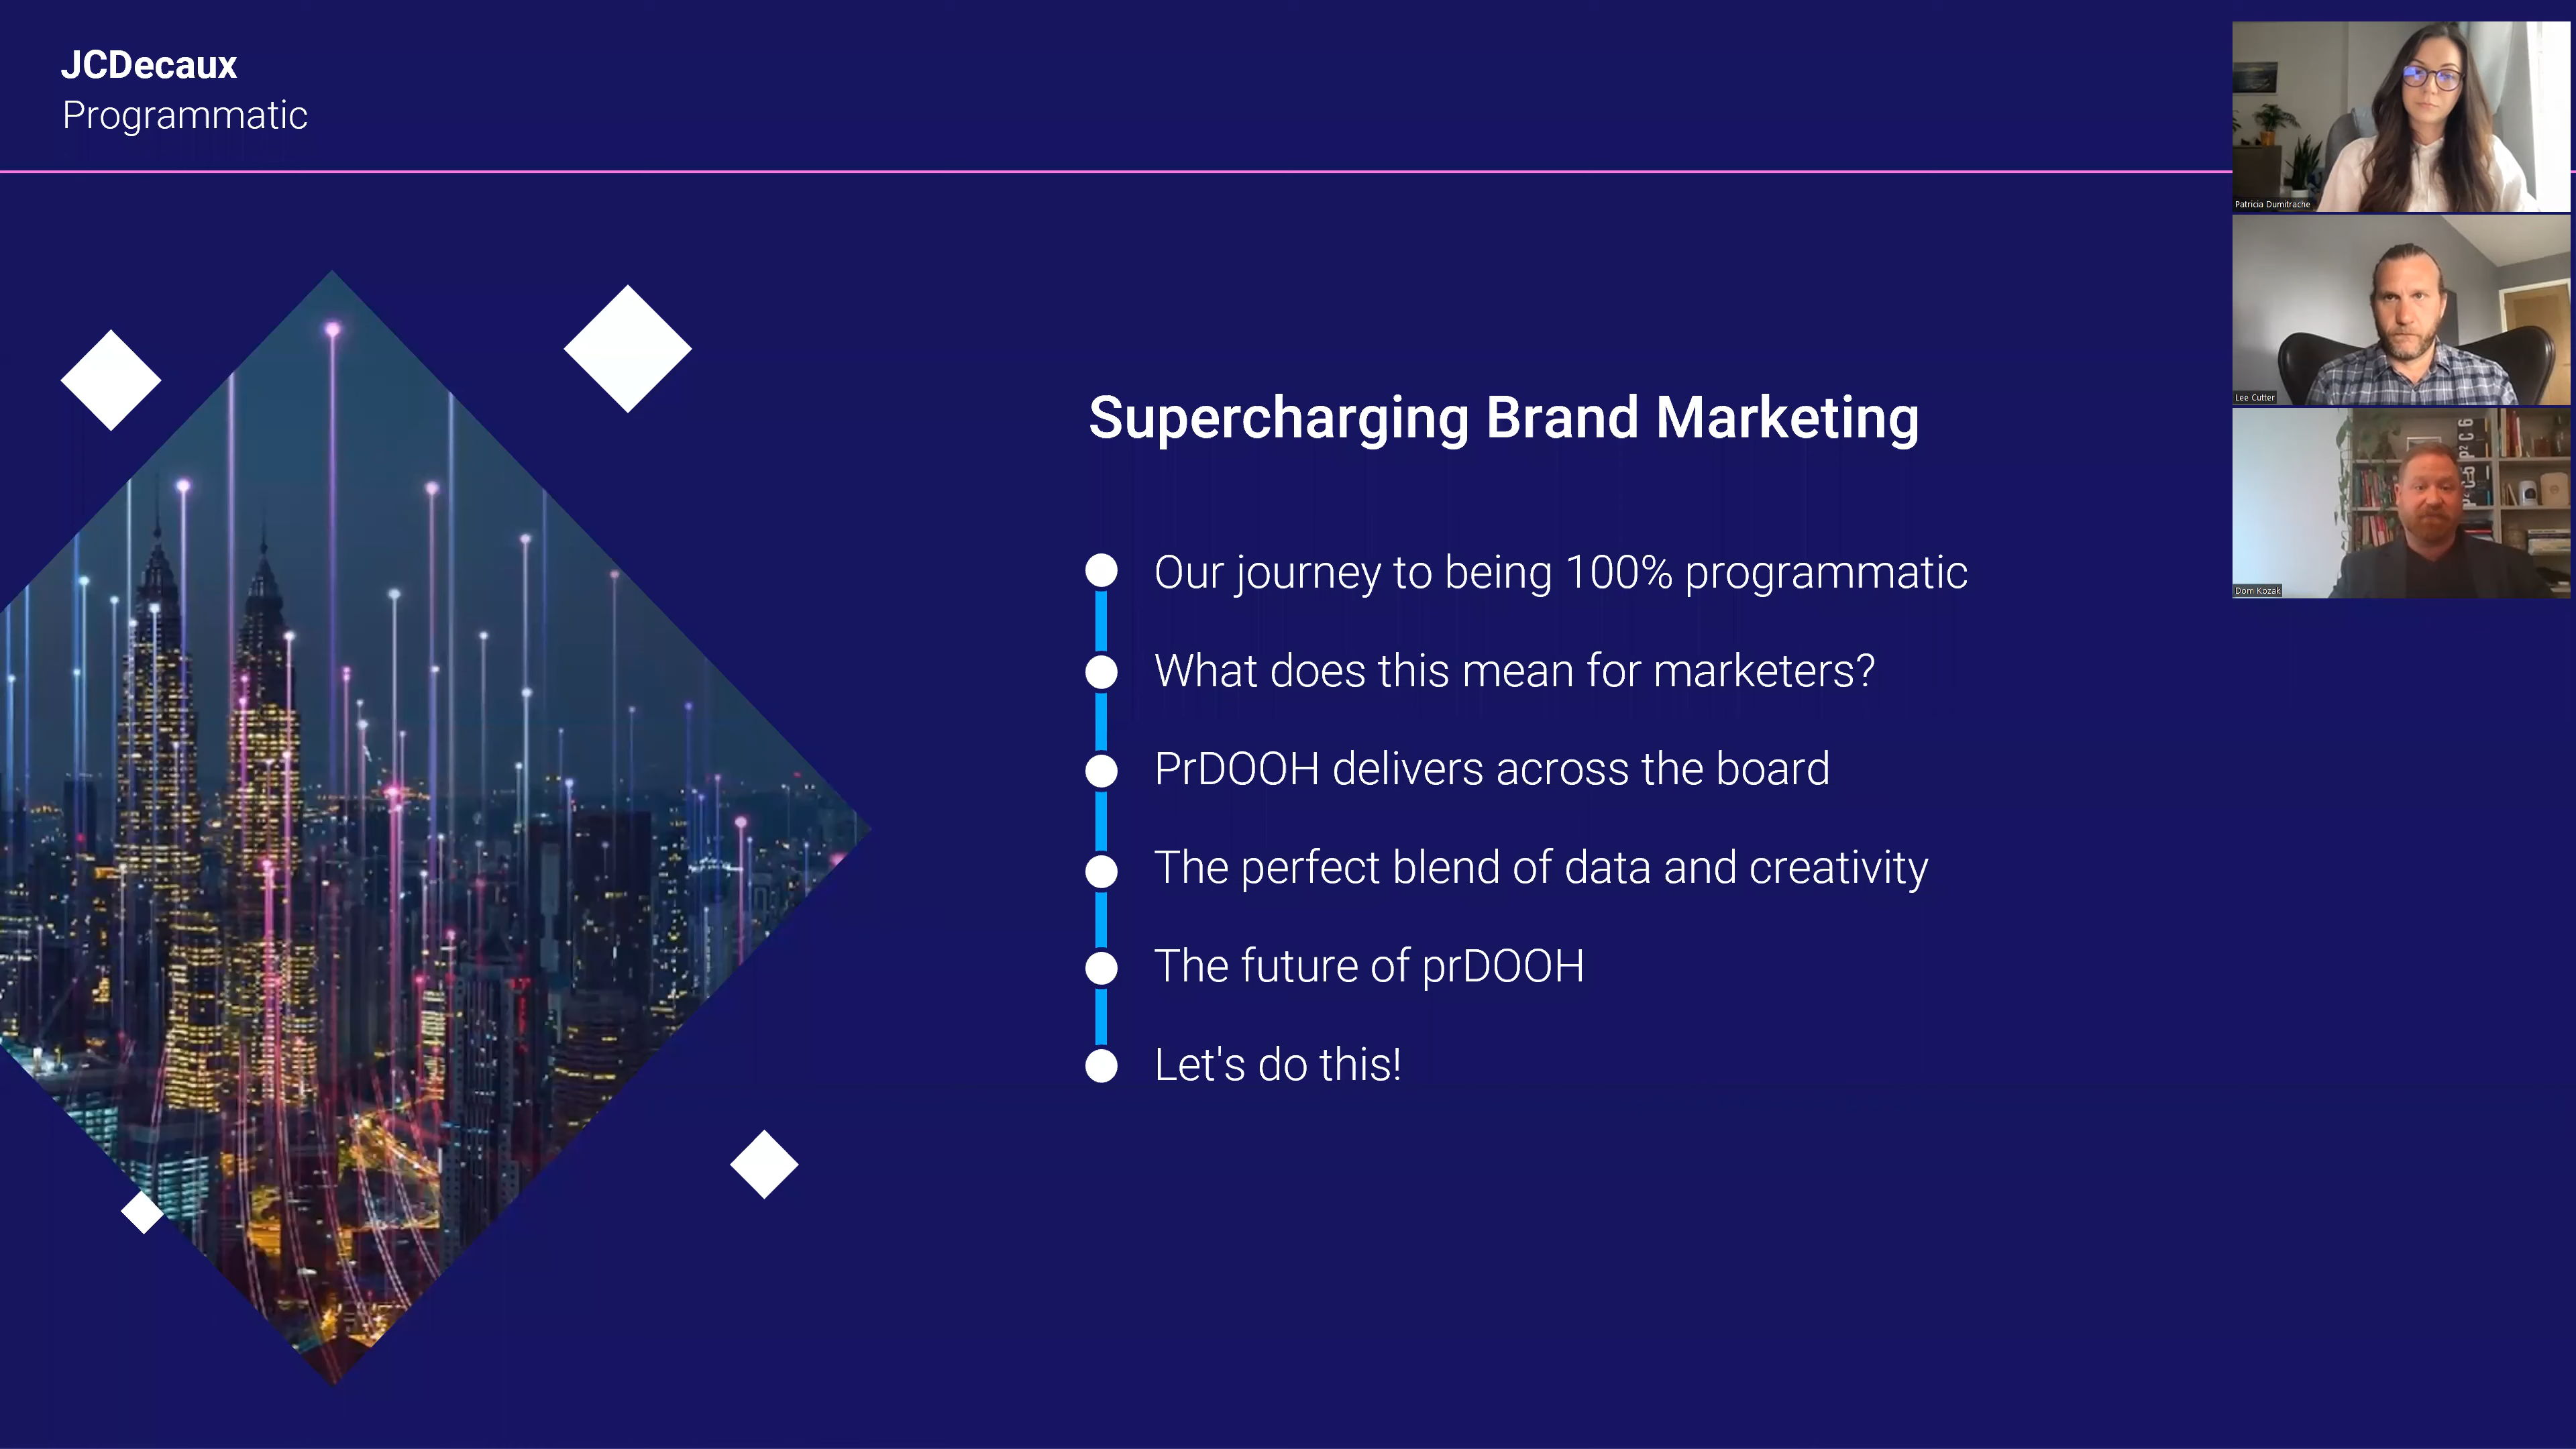 JCDecaux
Programmatic
Supercharging Brand Marketing
Our journey to being 100% programmatic
What does this mean for marketers?
PrDOOH delivers across the board
The perfect blend of data and creativity
The future of prDOOH
Let's do this!
Patricia Dumitrache
Lee Cutter
Dom Kozak